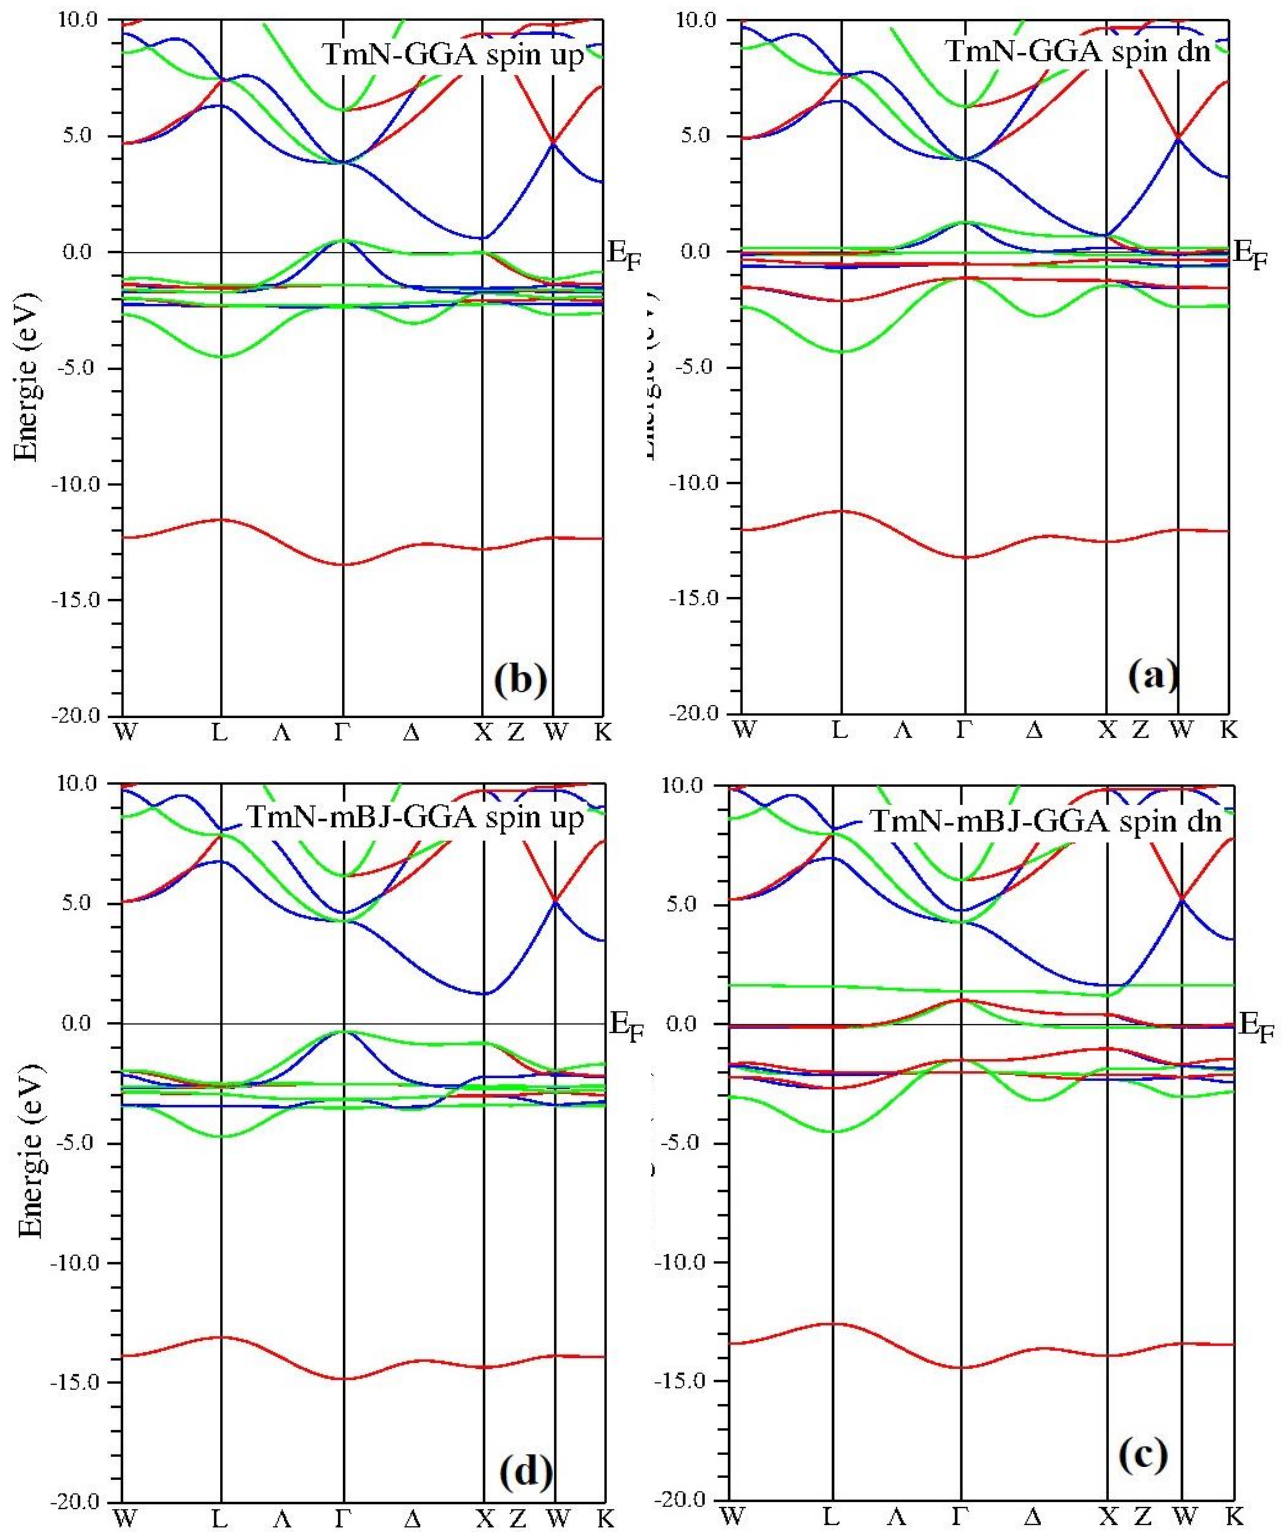 10.0
5.0
0.0
-5.0
-10.0
-15.0
-20.0
Energie (eV)
TmN-GGA spin up
E_F
(b)
W L Λ Γ Δ X Z W K
10.0
5.0
0.0
-5.0
-10.0
-15.0
-20.0
TmN-GGA spin dn
E_F
(a)
W L Λ Γ Δ X Z W K
10.0
5.0
0.0
-5.0
-10.0
-15.0
-20.0
Energie (eV)
TmN-mBJ-GGA spin up
E_F
(d)
W L Λ Γ Δ X Z W K
10.0
5.0
0.0
-5.0
-10.0
-15.0
-20.0
TmN-mBJ-GGA spin dn
E_F
(c)
W L Λ Γ Δ X Z W K